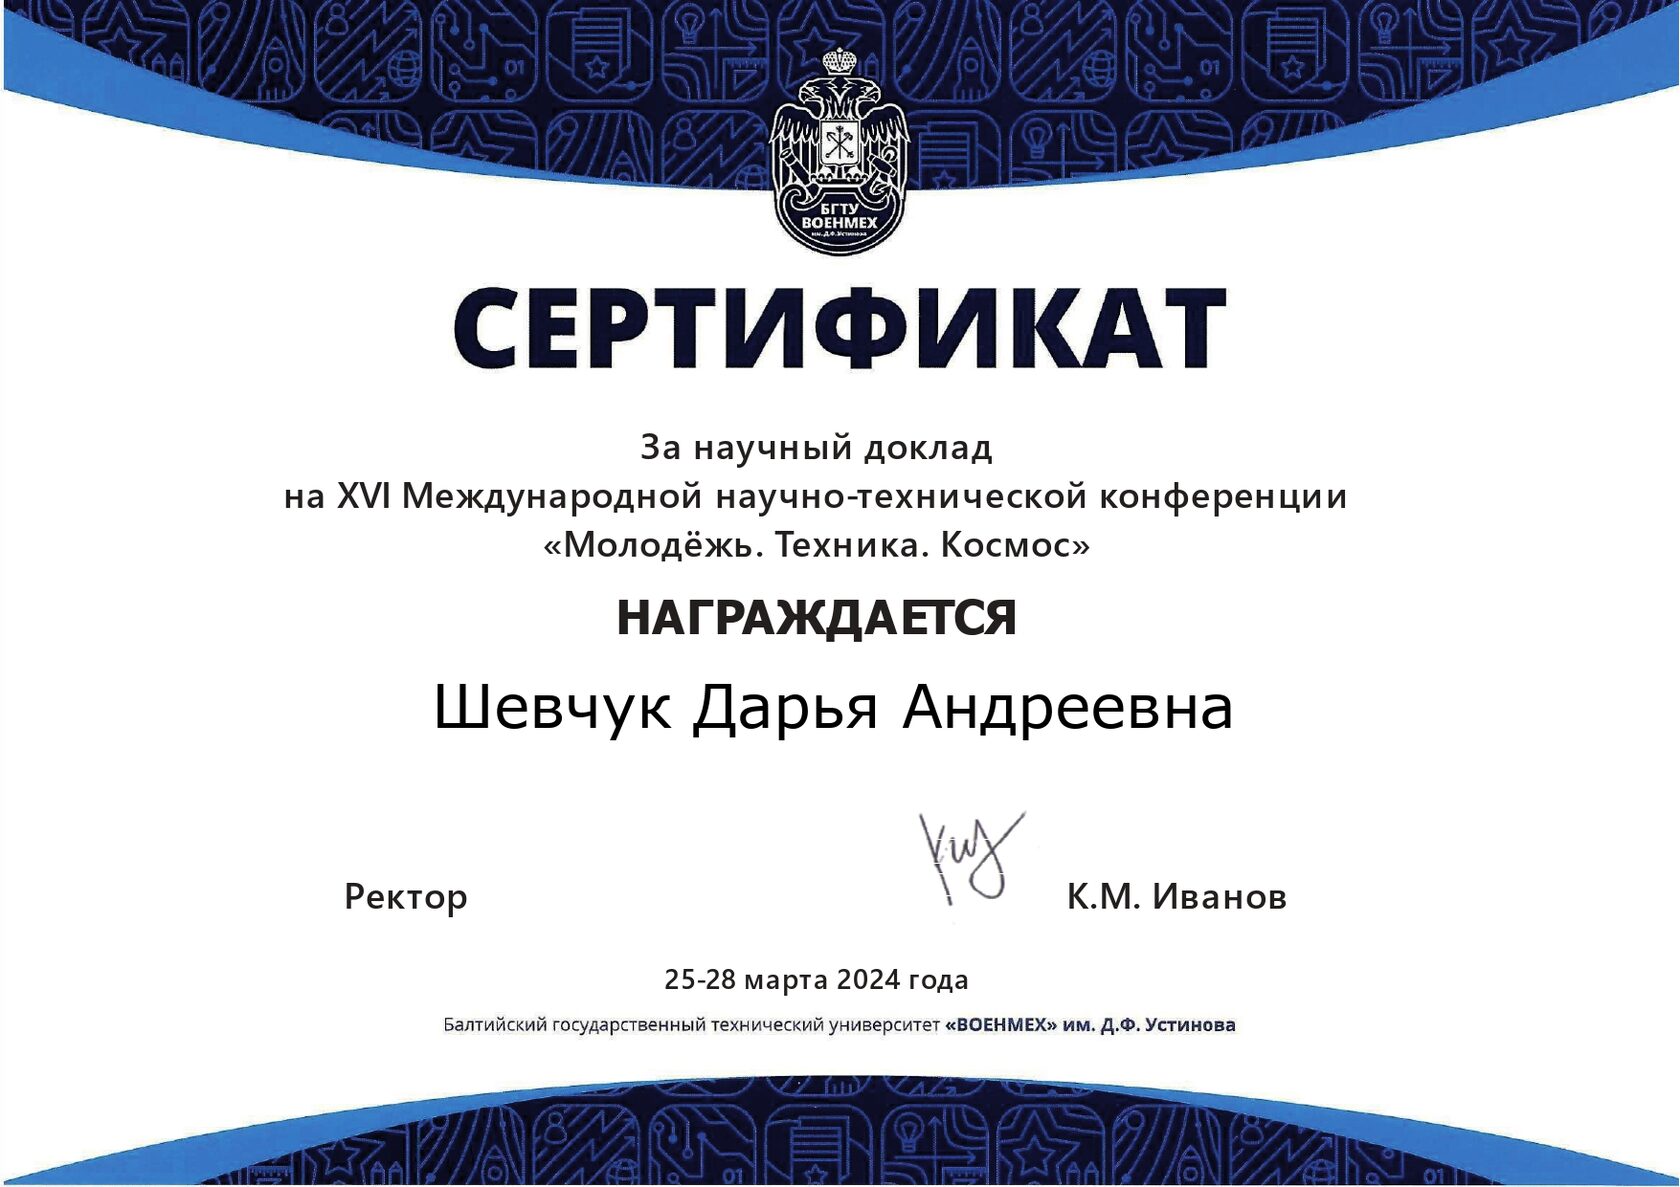 БГТУ
ВОЕНМЕХ
им. Д.Ф. Устинова
СЕРТИФИКАТ
За научный доклад
на XVI Международной научно-технической конференции
«Молодёжь. Техника. Космос»
НАГРАЖДАЕТСЯ
Шевчук Дарья Андреевна
Ректор К.М. Иванов
25-28 марта 2024 года
Балтийский государственный технический университет «ВОЕНМЕХ» им. Д.Ф. Устинова